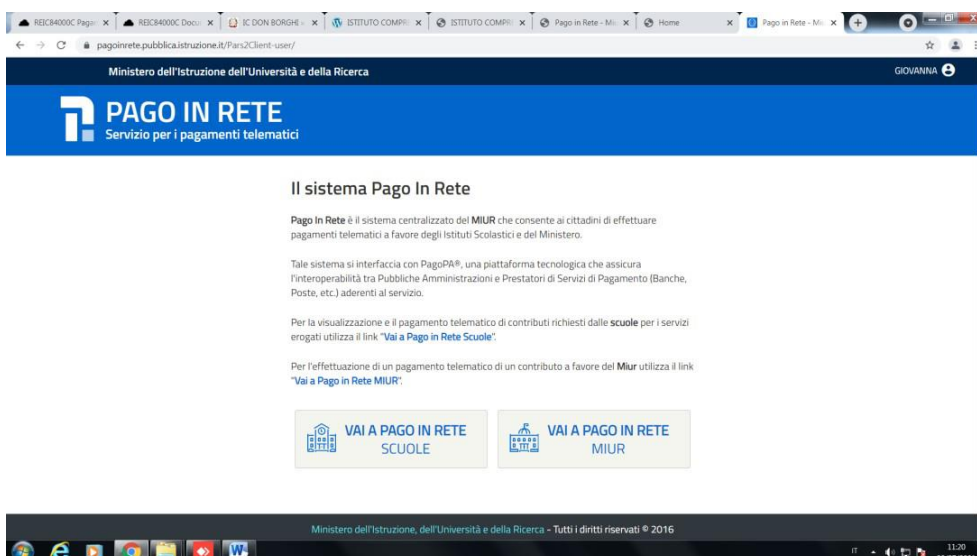 REIC84000C Pagar
REIC84000C Docur
IC DON BORGHI
ISTITUTO COMPRE
ISTITUTO COMPRE
Pago in Rete - Mi
Home
Pago in Rete - Mi
pagoinrete.pubblica.istruzione.it/Pars2Client-user/
Ministero dell'Istruzione dell'Università e della Ricerca
GIOVANNA
PAGO IN RETE
Servizio per i pagamenti telematici
Il sistema Pago In Rete
Pago In Rete è il sistema centralizzato del MIUR che consente ai cittadini di effettuare
pagamenti telematici a favore degli Istituti Scolastici e del Ministero.
Tale sistema si interfaccia con PagoPA®, una piattaforma tecnologica che assicura
l'interoperabilità tra Pubbliche Amministrazioni e Prestatori di Servizi di Pagamento (Banche,
Poste, etc.) aderenti al servizio.
Per la visualizzazione e il pagamento telematico di contributi richiesti dalle scuole per i servizi
erogati utilizza il link "Vai a Pago in Rete Scuole".
Per l'effettuazione di un pagamento telematico di un contributo a favore del Miur utilizza il link
"Vai a Pago in Rete MIUR".
VAI A PAGO IN RETE
SCUOLE
VAI A PAGO IN RETE
MIUR
Ministero dell'Istruzione, dell'Università e della Ricerca - Tutti i diritti riservati © 2016
IT
11:20